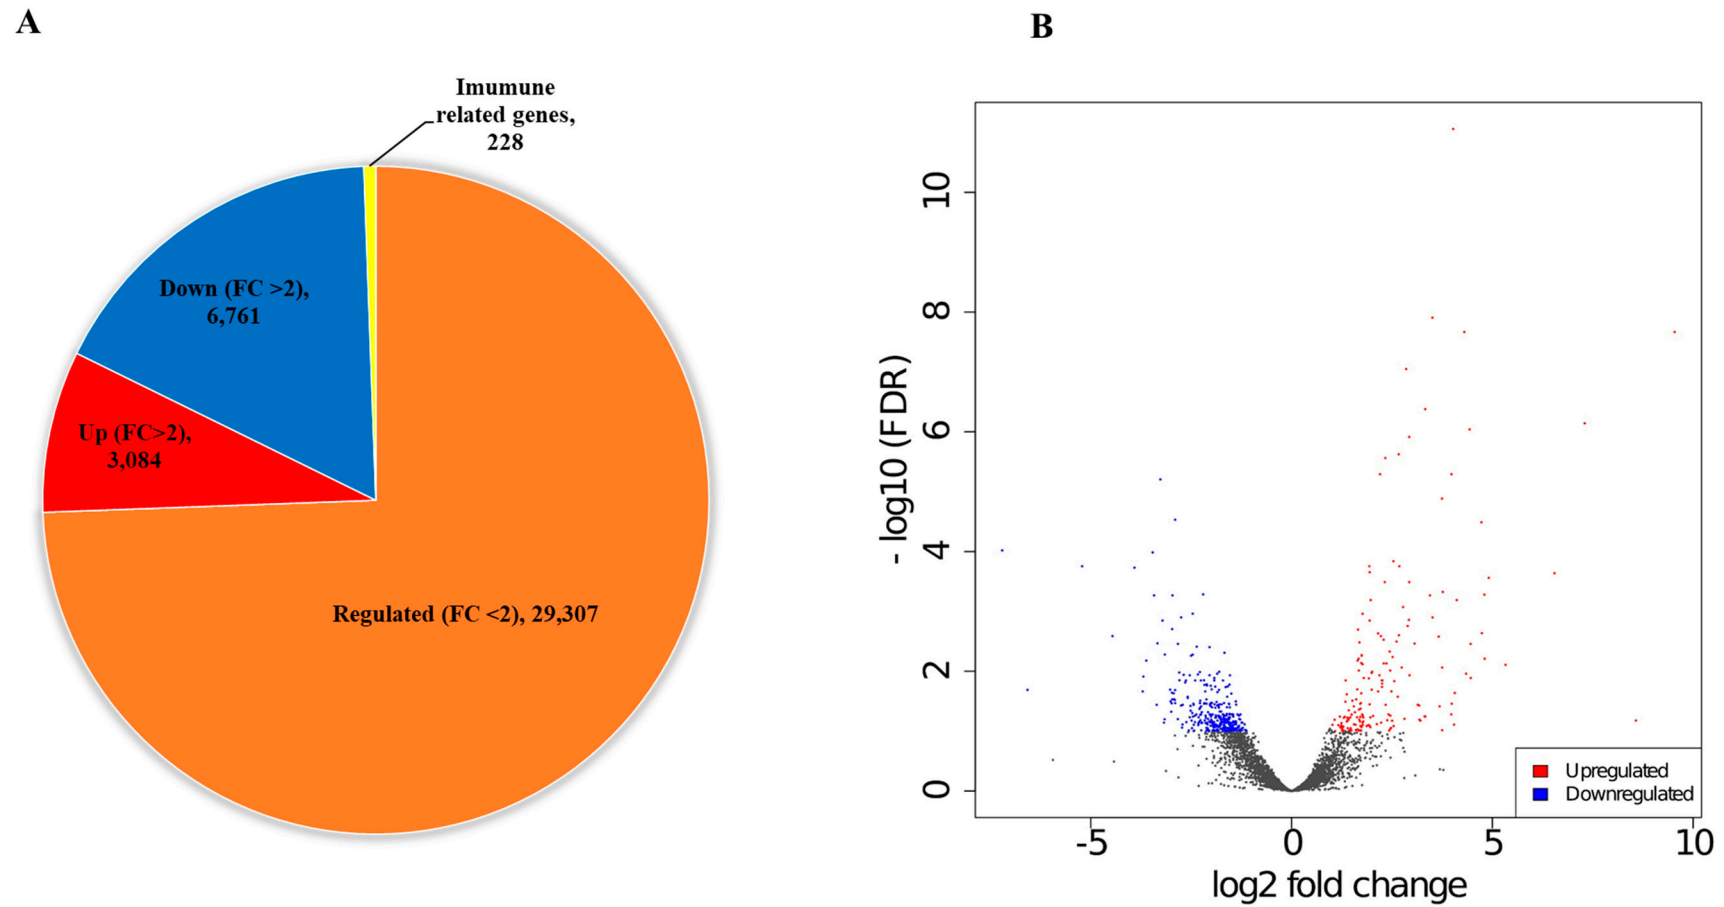 A
B
Imumune
related genes,
228
Down (FC >2),
6,761
Up (FC>2),
3,084
Regulated (FC <2), 29,307
- log10 (FDR)
10
8
6
4
2
0
-5
0
5
10
log2 fold change
Upregulated
Downregulated